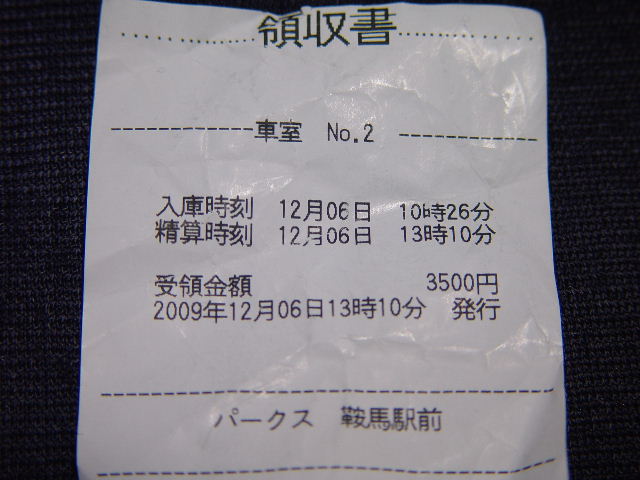 領収書
車室 No.2
入庫時刻 12月06日 10時26分
精算時刻 12月06日 13時10分
受領金額 3500円
2009年12月06日13時10分 発行
パークス 鞍馬駅前